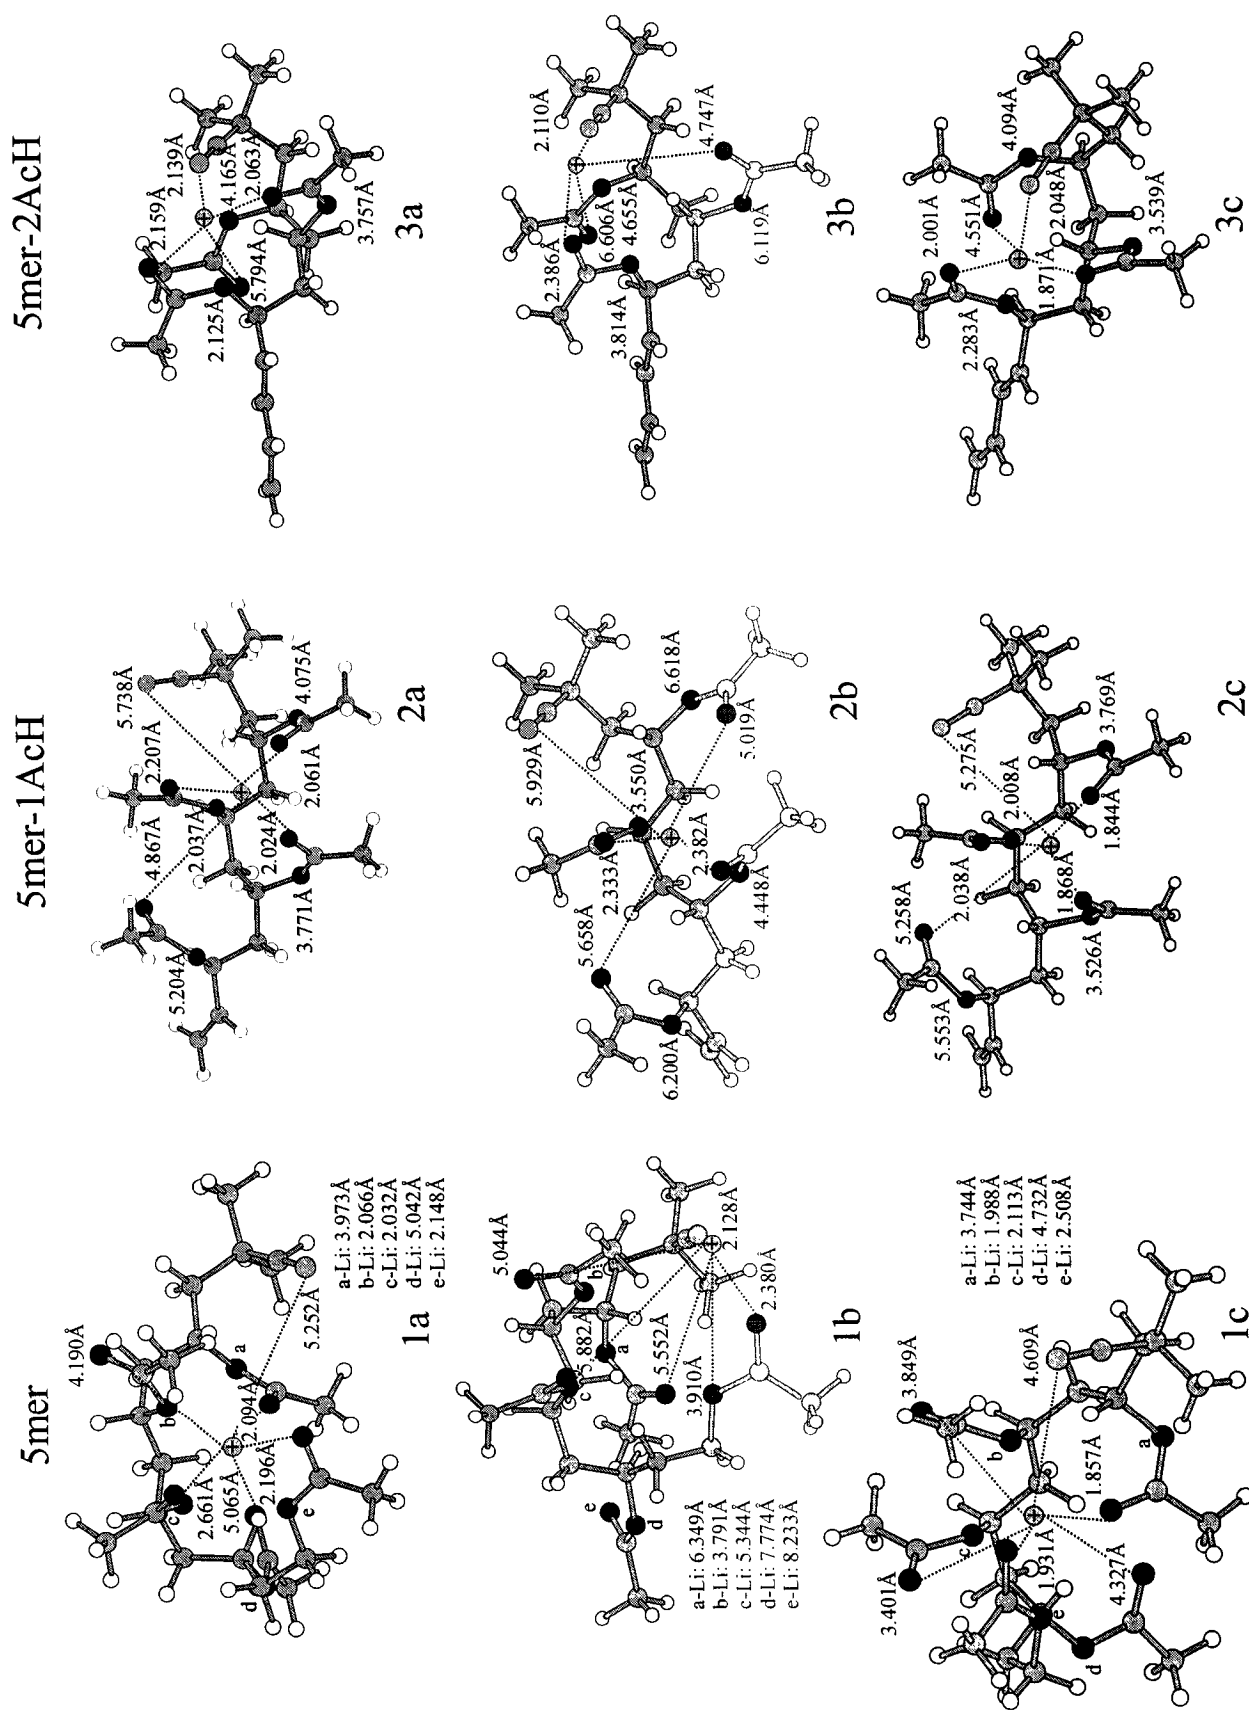 5mer
5mer-1AcH
5mer-2AcH
4.190Å
b
a
c
2.661Å
5.065Å
2.094Å
2.196Å
5.252Å
e
d
1a
a-Li: 3.973Å
b-Li: 2.066Å
c-Li: 2.032Å
d-Li: 5.042Å
e-Li: 2.148Å
5.738Å
2.207Å
4.867Å
2.037Å
5.204Å
2.024Å
2.061Å
4.075Å
3.771Å
2a
2.159Å
2.139Å
4.165Å
2.063Å
2.125Å
5.794Å
3.757Å
3a
5.044Å
b
5.882Å
a
c
5.552Å
2.128Å
e
d
3.910Å
2.380Å
a-Li: 6.349Å
b-Li: 3.791Å
c-Li: 5.344Å
d-Li: 7.774Å
e-Li: 8.233Å
1b
5.929Å
6.618Å
5.658Å
2.333Å
3.550Å
2.382Å
5.019Å
6.200Å
4.448Å
2b
2.110Å
2.386Å
6.606Å
4.655Å
4.747Å
3.814Å
6.119Å
3b
3.849Å
b
c
3.401Å
4.609Å
1.931Å
1.857Å
a
e
4.327Å
d
1c
a-Li: 3.744Å
b-Li: 1.988Å
c-Li: 2.113Å
d-Li: 4.732Å
e-Li: 2.508Å
5.275Å
5.258Å
2.038Å
2.008Å
3.769Å
5.553Å
1.868Å
1.844Å
3.526Å
2c
4.094Å
2.001Å
4.551Å
2.048Å
2.283Å
1.871Å
3.539Å
3c